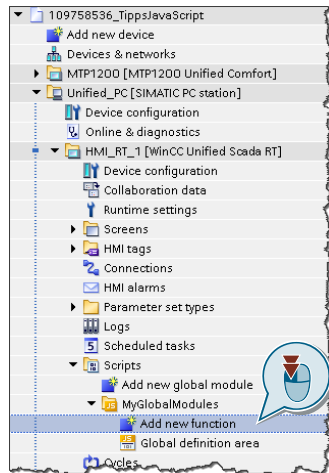 109758536_TippsJavaScript
Add new device
Devices & networks
MTP1200 [MTP1200 Unified Comfort]
Unified_PC [SIMATIC PC station]
Device configuration
Online & diagnostics
HMI_RT_1 [WinCC Unified Scada RT]
Device configuration
Collaboration data
Runtime settings
Screens
HMI tags
Connections
HMI alarms
Parameter set types
Logs
Scheduled tasks
Scripts
Add new global module
MyGlobalModules
Add new function
Global definition area
Cycles